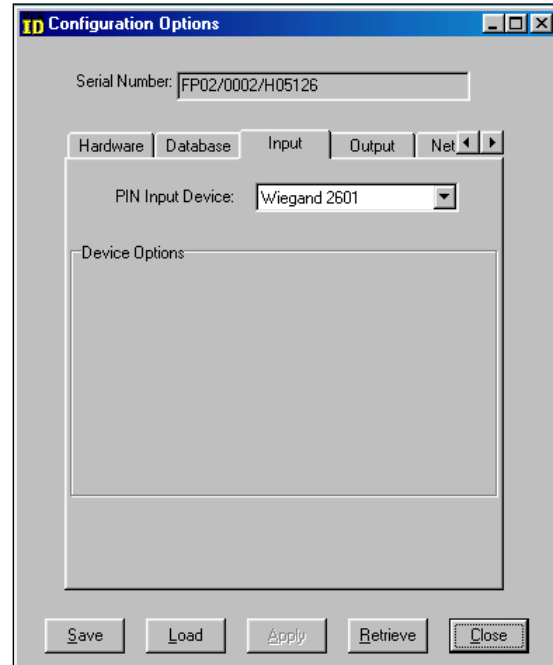 ID Configuration Options
Serial Number: FP02/0002/H05126
Hardware Database Input Output Net
PIN Input Device: Wiegand 2601
Device Options
Save Load Apply Retrieve Close